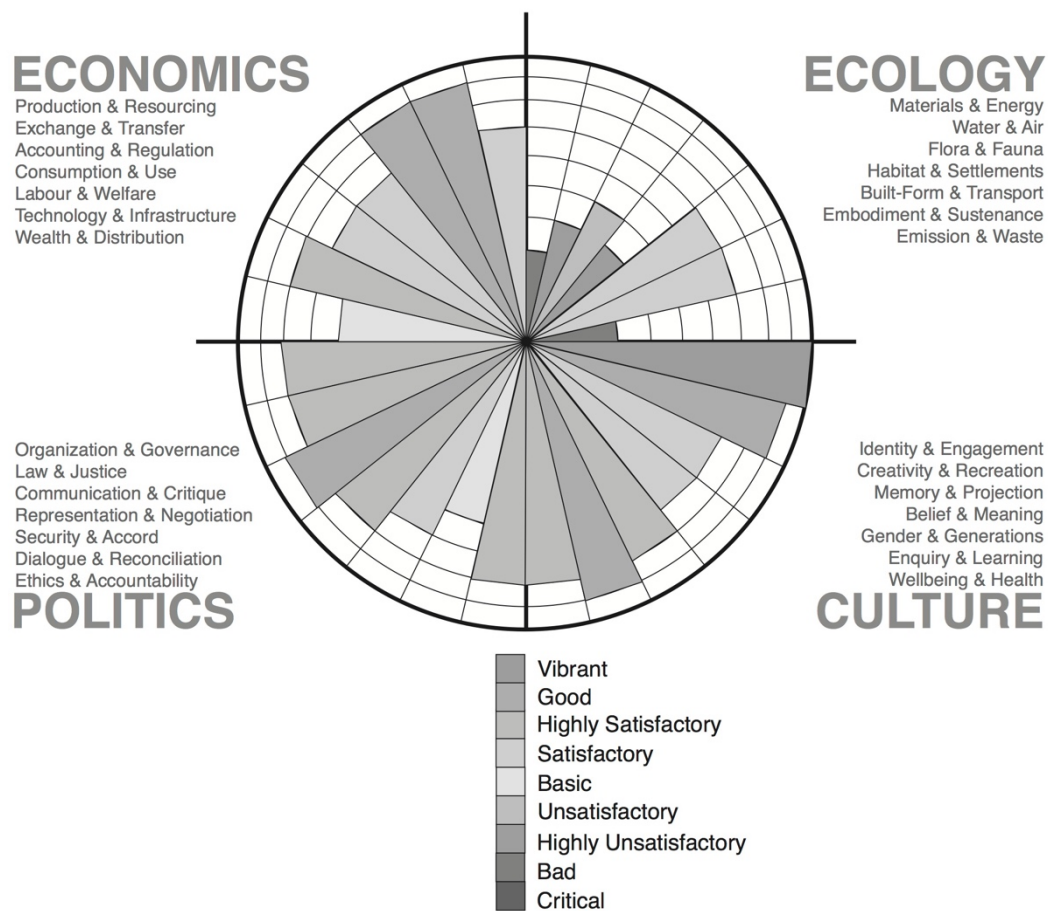 ECONOMICS
Production & Resourcing
Exchange & Transfer
Accounting & Regulation
Consumption & Use
Labour & Welfare
Technology & Infrastructure
Wealth & Distribution
ECOLOGY
Materials & Energy
Water & Air
Flora & Fauna
Habitat & Settlements
Built-Form & Transport
Embodiment & Sustenance
Emission & Waste
Organization & Governance
Law & Justice
Communication & Critique
Representation & Negotiation
Security & Accord
Dialogue & Reconciliation
Ethics & Accountability
POLITICS
Identity & Engagement
Creativity & Recreation
Memory & Projection
Belief & Meaning
Gender & Generations
Enquiry & Learning
Wellbeing & Health
CULTURE
Vibrant
Good
Highly Satisfactory
Satisfactory
Basic
Unsatisfactory
Highly Unsatisfactory
Bad
Critical